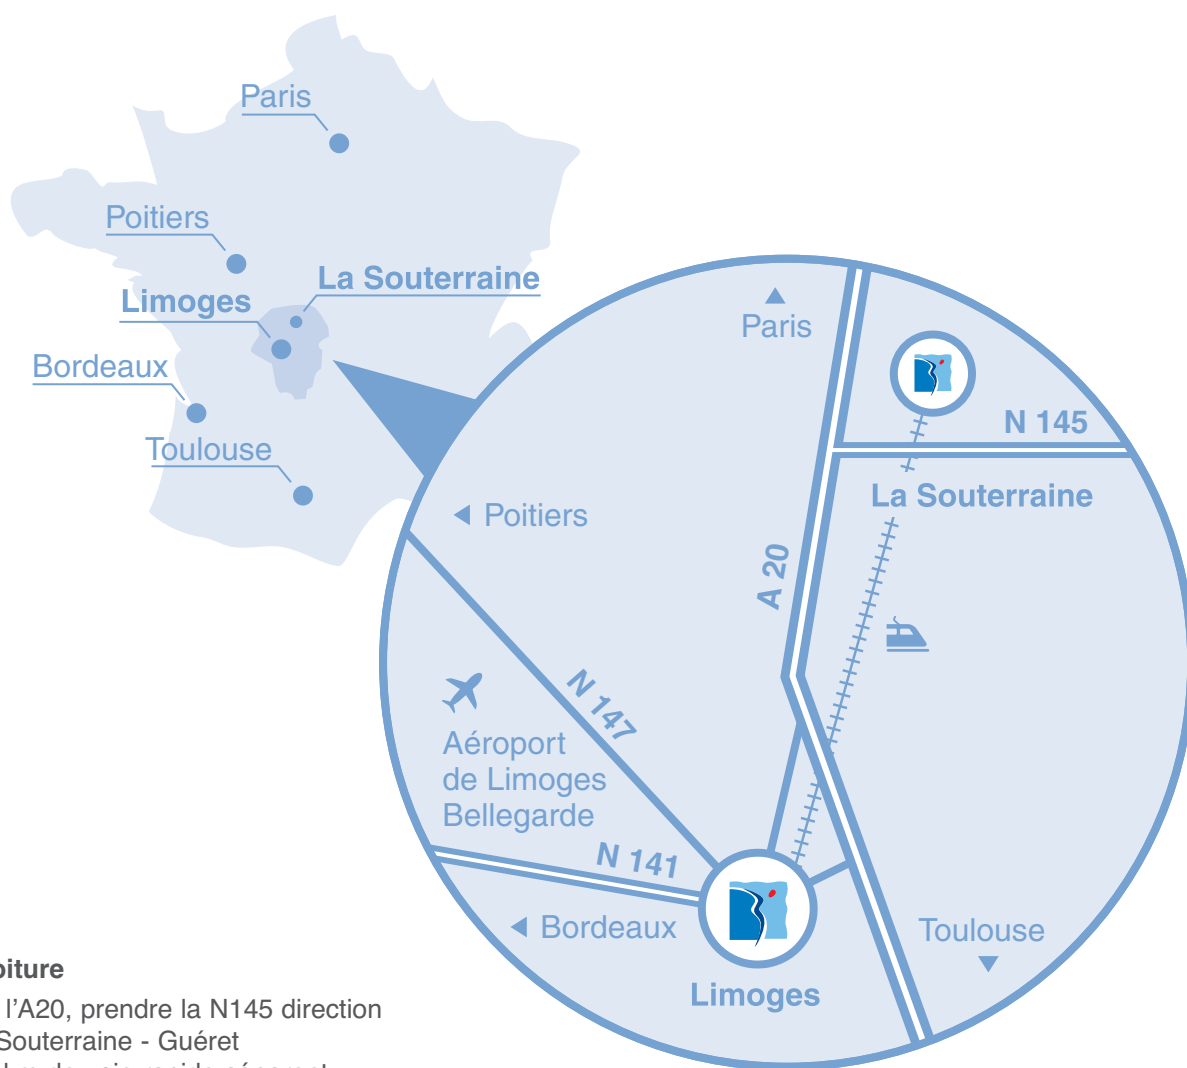 Paris
Poitiers
La Souterraine
Limoges
Bordeaux
Toulouse
Paris
N 145
La Souterraine
Poitiers
A 20
N 147
Aéroport
de Limoges
Bellegarde
N 141
Bordeaux
Toulouse
Limoges
l'A20, prendre la N145 direction
Souterraine - Guéret